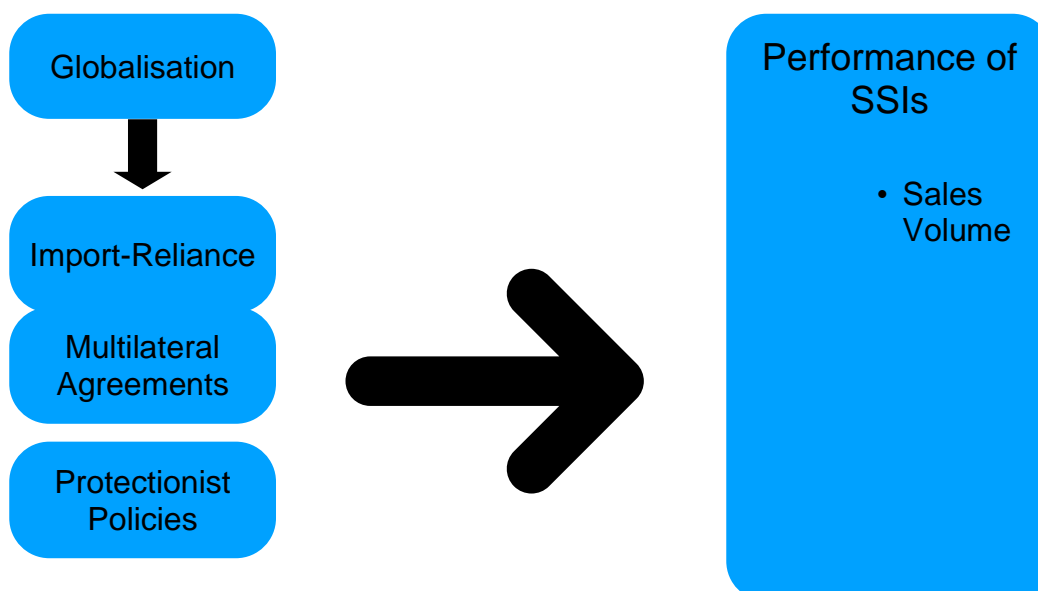 Globalisation
Import-Reliance
Multilateral
Agreements
Protectionist
Policies
Performance of
SSIs
• Sales
Volume